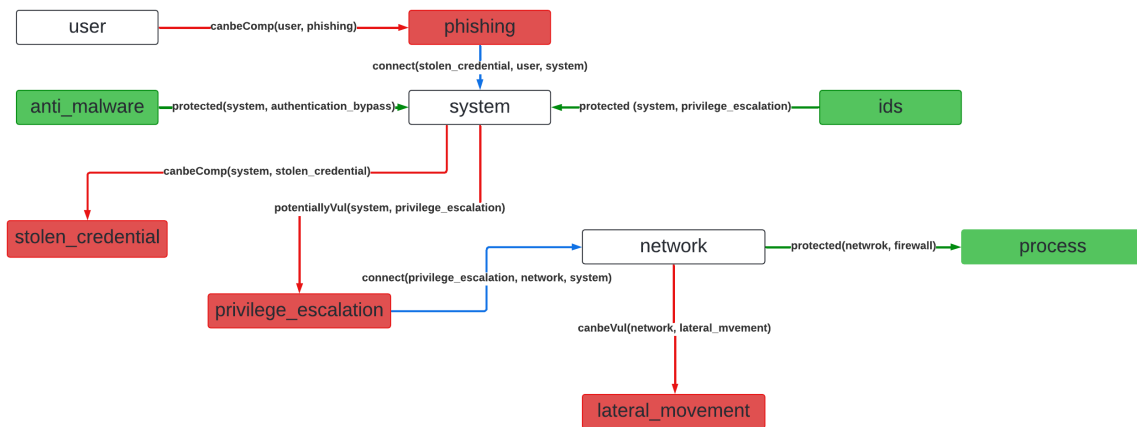 user
canbeComp(user, phishing)
phishing
connect(stolen_credential, user, system)
anti_malware
protected(system, authentication_bypass)
system
protected (system, privilege_escalation)
ids
canbeComp(system, stolen_credential)
potentiallyVul(system, privilege_escalation)
stolen_credential
network
protected(netwrok, firewall)
process
connect(privilege_escalation, network, system)
privilege_escalation
canbeVul(network, lateral_mvement)
lateral_movement